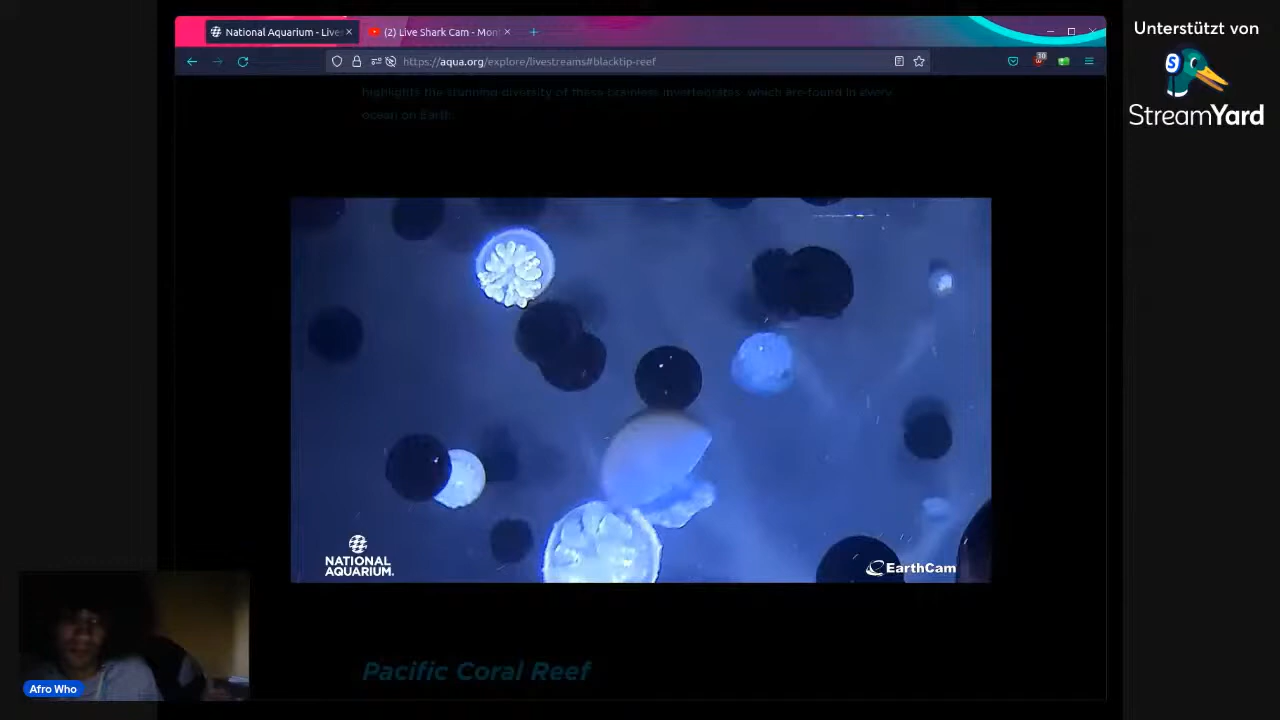 National Aquarium - Lives
(2) Live Shark Cam - Mont
https://aqua.org/explore/livestreams#blacktip-reef
highlights the stunning diversity of these brainless invertebrates, which are found in every
ocean on Earth.
NATIONAL
AQUARIUM.
EarthCam
Pacific Coral Reef
Afro Who
Unterstützt von
StreamYard